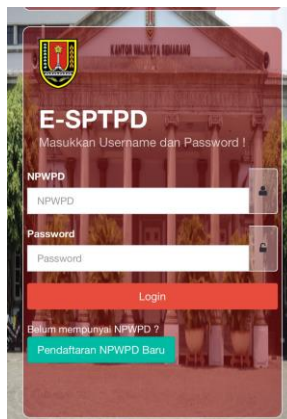 KANTOR WALIKOTA SEMARANG
E-SPTPD
Masukkan Username dan Password !
NPWPD
NPWPD
Password
Password
Login
Belum mempunyai NPWPD ?
Pendaftaran NPWPD Baru